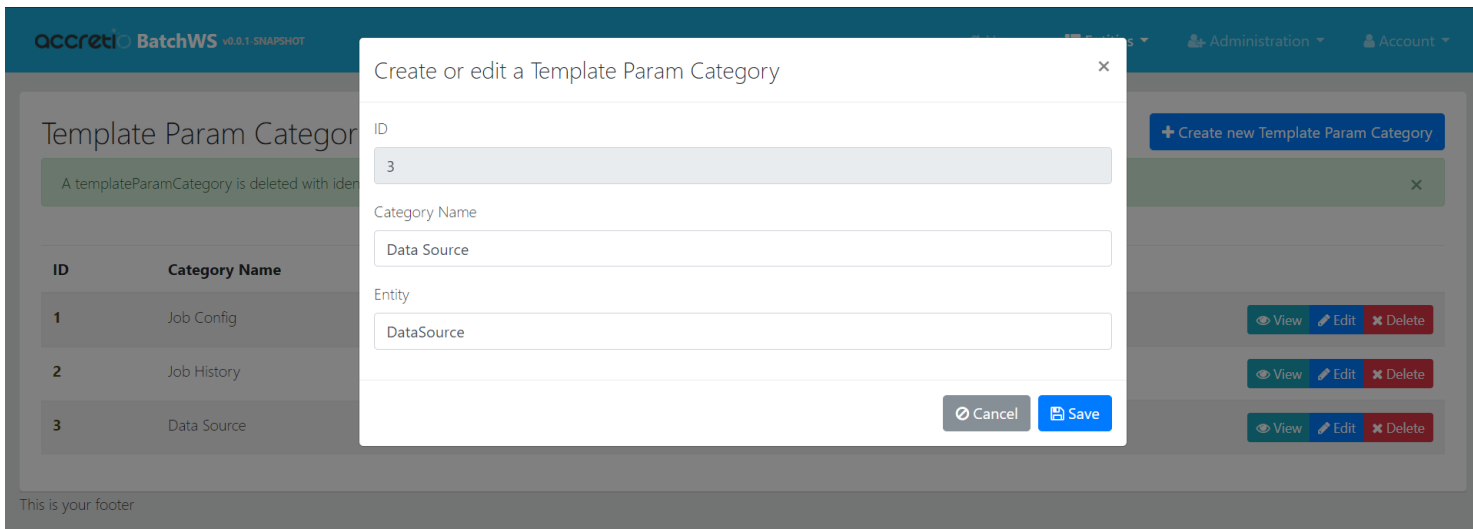 accretio BatchWS v0.0.1-SNAPSHOT
Administration
Account
Create or edit a Template Param Category
×
Template Param Categor
Create new Template Param Category
A templateParamCategory is deleted with iden
×
ID
3
Category Name
Data Source
Entity
DataSource
Cancel Save
ID Category Name
1 Job Config View Edit Delete
2 Job History View Edit Delete
3 Data Source View Edit Delete
This is your footer